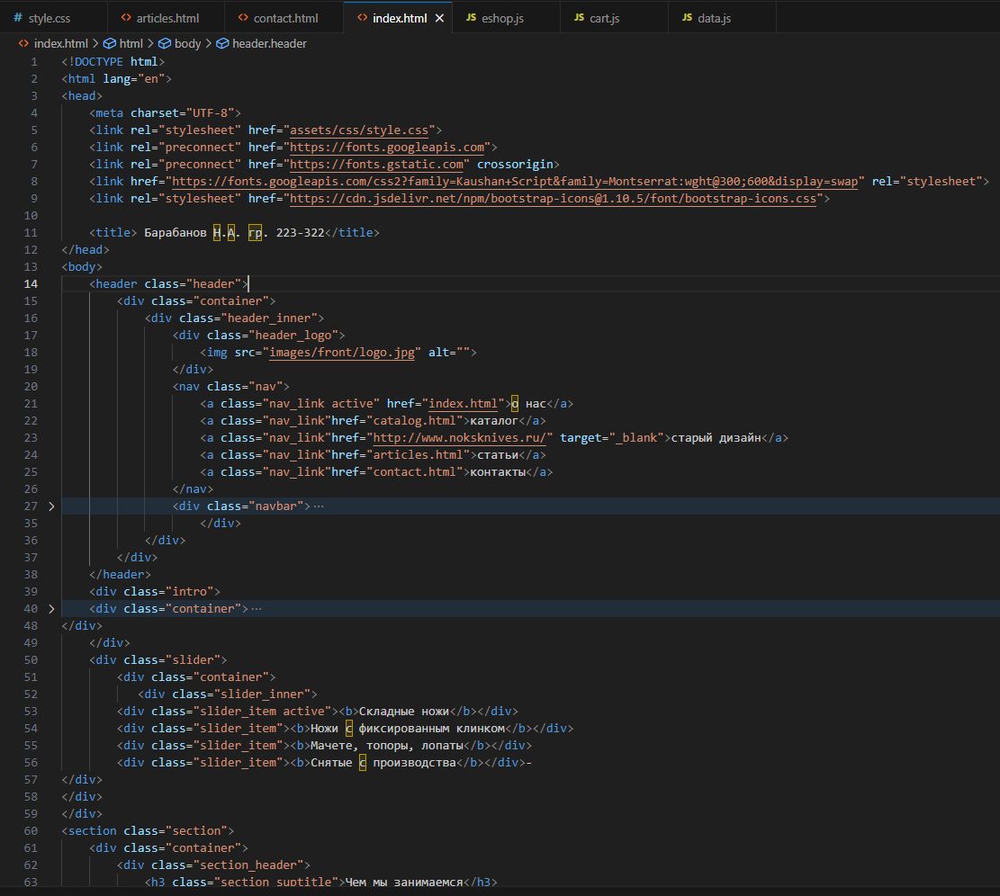 # style.css <> articles.html <> contact.html <> index.html × JS eshop.js JS cart.js JS data.js
<> index.html > html > body > header.header
1 <!DOCTYPE html>
2 <html lang="en">
3 <head>
4 <meta charset="UTF-8">
5 <link rel="stylesheet" href="assets/css/style.css">
6 <link rel="preconnect" href="https://fonts.googleapis.com">
7 <link rel="preconnect" href="https://fonts.gstatic.com" crossorigin>
8 <link href="https://fonts.googleapis.com/css2?family=Kaushan+Script&family=Montserrat:wght@300;600&display=swap" rel="stylesheet">
9 <link rel="stylesheet" href="https://cdn.jsdelivr.net/npm/bootstrap-icons@1.10.5/font/bootstrap-icons.css">
10
11 <title> Барабанов Н.А. гр. 223-322</title>
12 </head>
13 <body>
14 <header class="header">
15 <div class="container">
16 <div class="header_inner">
17 <div class="header_logo">
18 <img src="images/front/logo.jpg" alt="">
19 </div>
20 <nav class="nav">
21 <a class="nav_link active" href="index.html">о нас</a>
22 <a class="nav_link"href="catalog.html">каталог</a>
23 <a class="nav_link"href="http://www.noksknives.ru/" target="_blank">старый дизайн</a>
24 <a class="nav_link"href="articles.html">статьи</a>
25 <a class="nav_link"href="contact.html">контакты</a>
26 </nav>
27 <div class="navbar">…
35 </div>
36 </div>
37 </div>
38 </header>
39 <div class="intro">
40 <div class="container">…
48 </div>
49 </div>
50 <div class="slider">
51 <div class="container">
52 <div class="slider_inner">
53 <div class="slider_item active"><b>Складные ножи</b></div>
54 <div class="slider_item"><b>Ножи с фиксированным клинком</b></div>
55 <div class="slider_item"><b>Мачете, топоры, лопаты</b></div>
56 <div class="slider_item"><b>Снятые с производства</b></div>-
57 </div>
58 </div>
59 </div>
60 <section class="section">
61 <div class="container">
62 <div class="section_header">
63 <h3 class="section_suptitle">Чем мы занимаемся</h3>